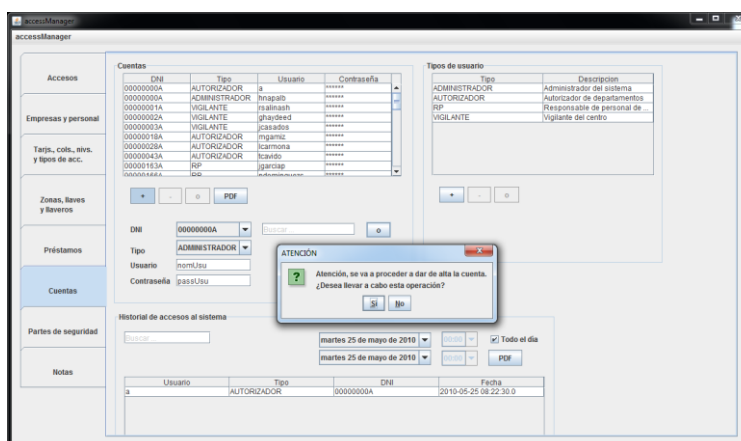 accessManager
accessManager
Accesos
Empresas y personal
Tarjs., cols., nivs.
y tipos de acc.
Zonas, llaves
y llaveros
Préstamos
Cuentas
Partes de seguridad
Notas
Cuentas
DNI Tipo Usuario Contraseña
00000000A AUTORIZADOR a ******
00000000A ADMINISTRADOR hnapalb ******
00000001A VIGILANTE rsalinash ******
00000002A VIGILANTE ghaydeed ******
00000003A VIGILANTE jcasados ******
00000018A AUTORIZADOR mgamiz ******
00000028A AUTORIZADOR tcarmona ******
00000043A AUTORIZADOR tcavido ******
00000163A RP jgarciap ******
+ - o PDF
DNI 00000000A Buscar... o
Tipo ADMINISTRADOR
Usuario nomUsu
Contraseña passUsu
Tipos de usuario
Tipo Descripcion
ADMINISTRADOR Administrador del sistema
AUTORIZADOR Autorizador de departamentos
RP Responsable de personal de ...
VIGILANTE Vigilante del centro
+ - o
ATENCIÓN
Atención, se va a proceder a dar de alta la cuenta.
¿Desea llevar a cabo esta operación?
Sí No
Historial de accesos al sistema
Buscar...
martes 25 de mayo de 2010 00:00 Todo el día
martes 25 de mayo de 2010 00:00 PDF
Usuario Tipo DNI Fecha
a AUTORIZADOR 00000000A 2010-05-25 08:22:30.0